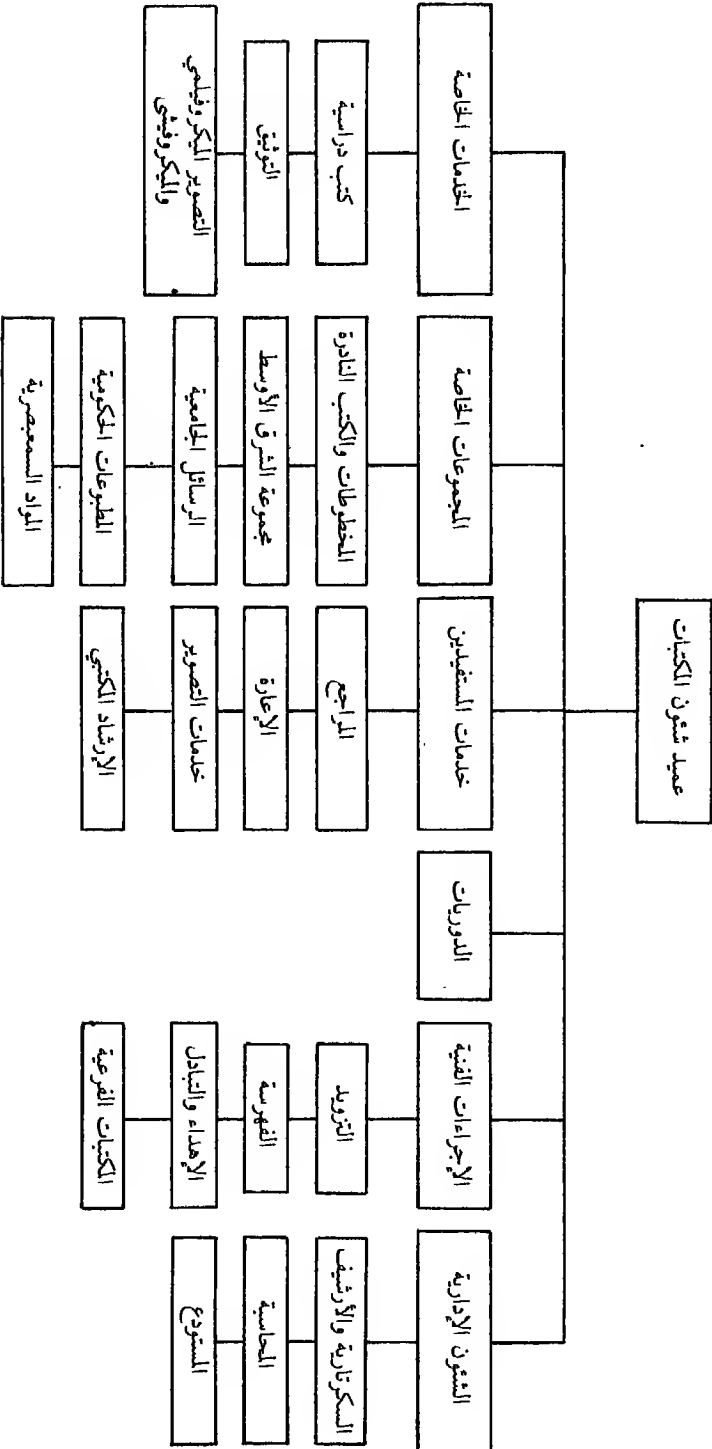 عميد شئون المكتبات
الشئون الإدارية
السكرتارية والأرشيف
المحاسبة
المستودع
الإجراءات الفنية
التزويد
الفهرسة
الإهداء والتبادل
المكتبات الفرعية
الدوريات
خدمات المستفيدين
المراجع
الإعارة
خدمات التصوير
الإرشاد المكتبي
المجموعات الخاصة
المخطوطات والكتب النادرة
مجموعة الشرق الأوسط
الرسائل الجامعية
المطبوعات الحكومية
المواد السمعبصرية
الخدمات الخاصة
كتب دراسية
التوثيق
التصوير الميكروفيلمي
والميكروفيشي